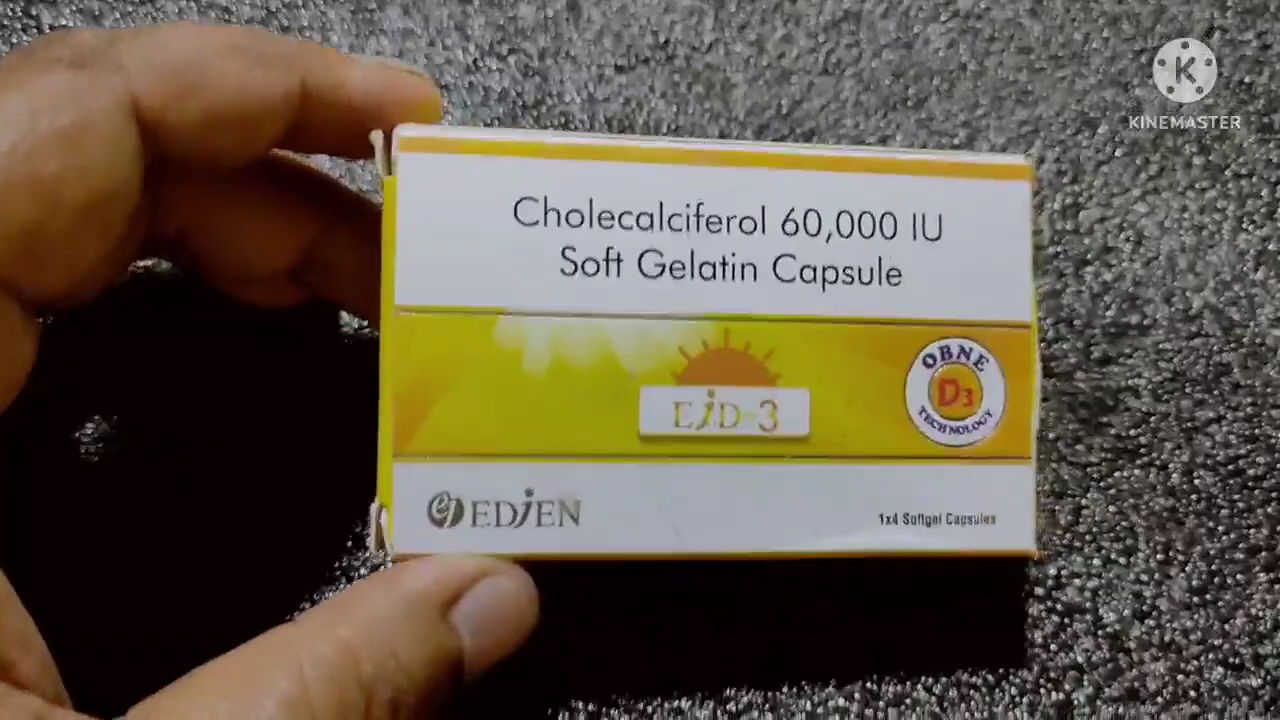 KINEMASTER
Cholecalciferol 60,000 IU
Soft Gelatin Capsule
EJD-3
OBNE
D3
TECHNOLOGY
EDJEN
1x4 Softgel Capsules